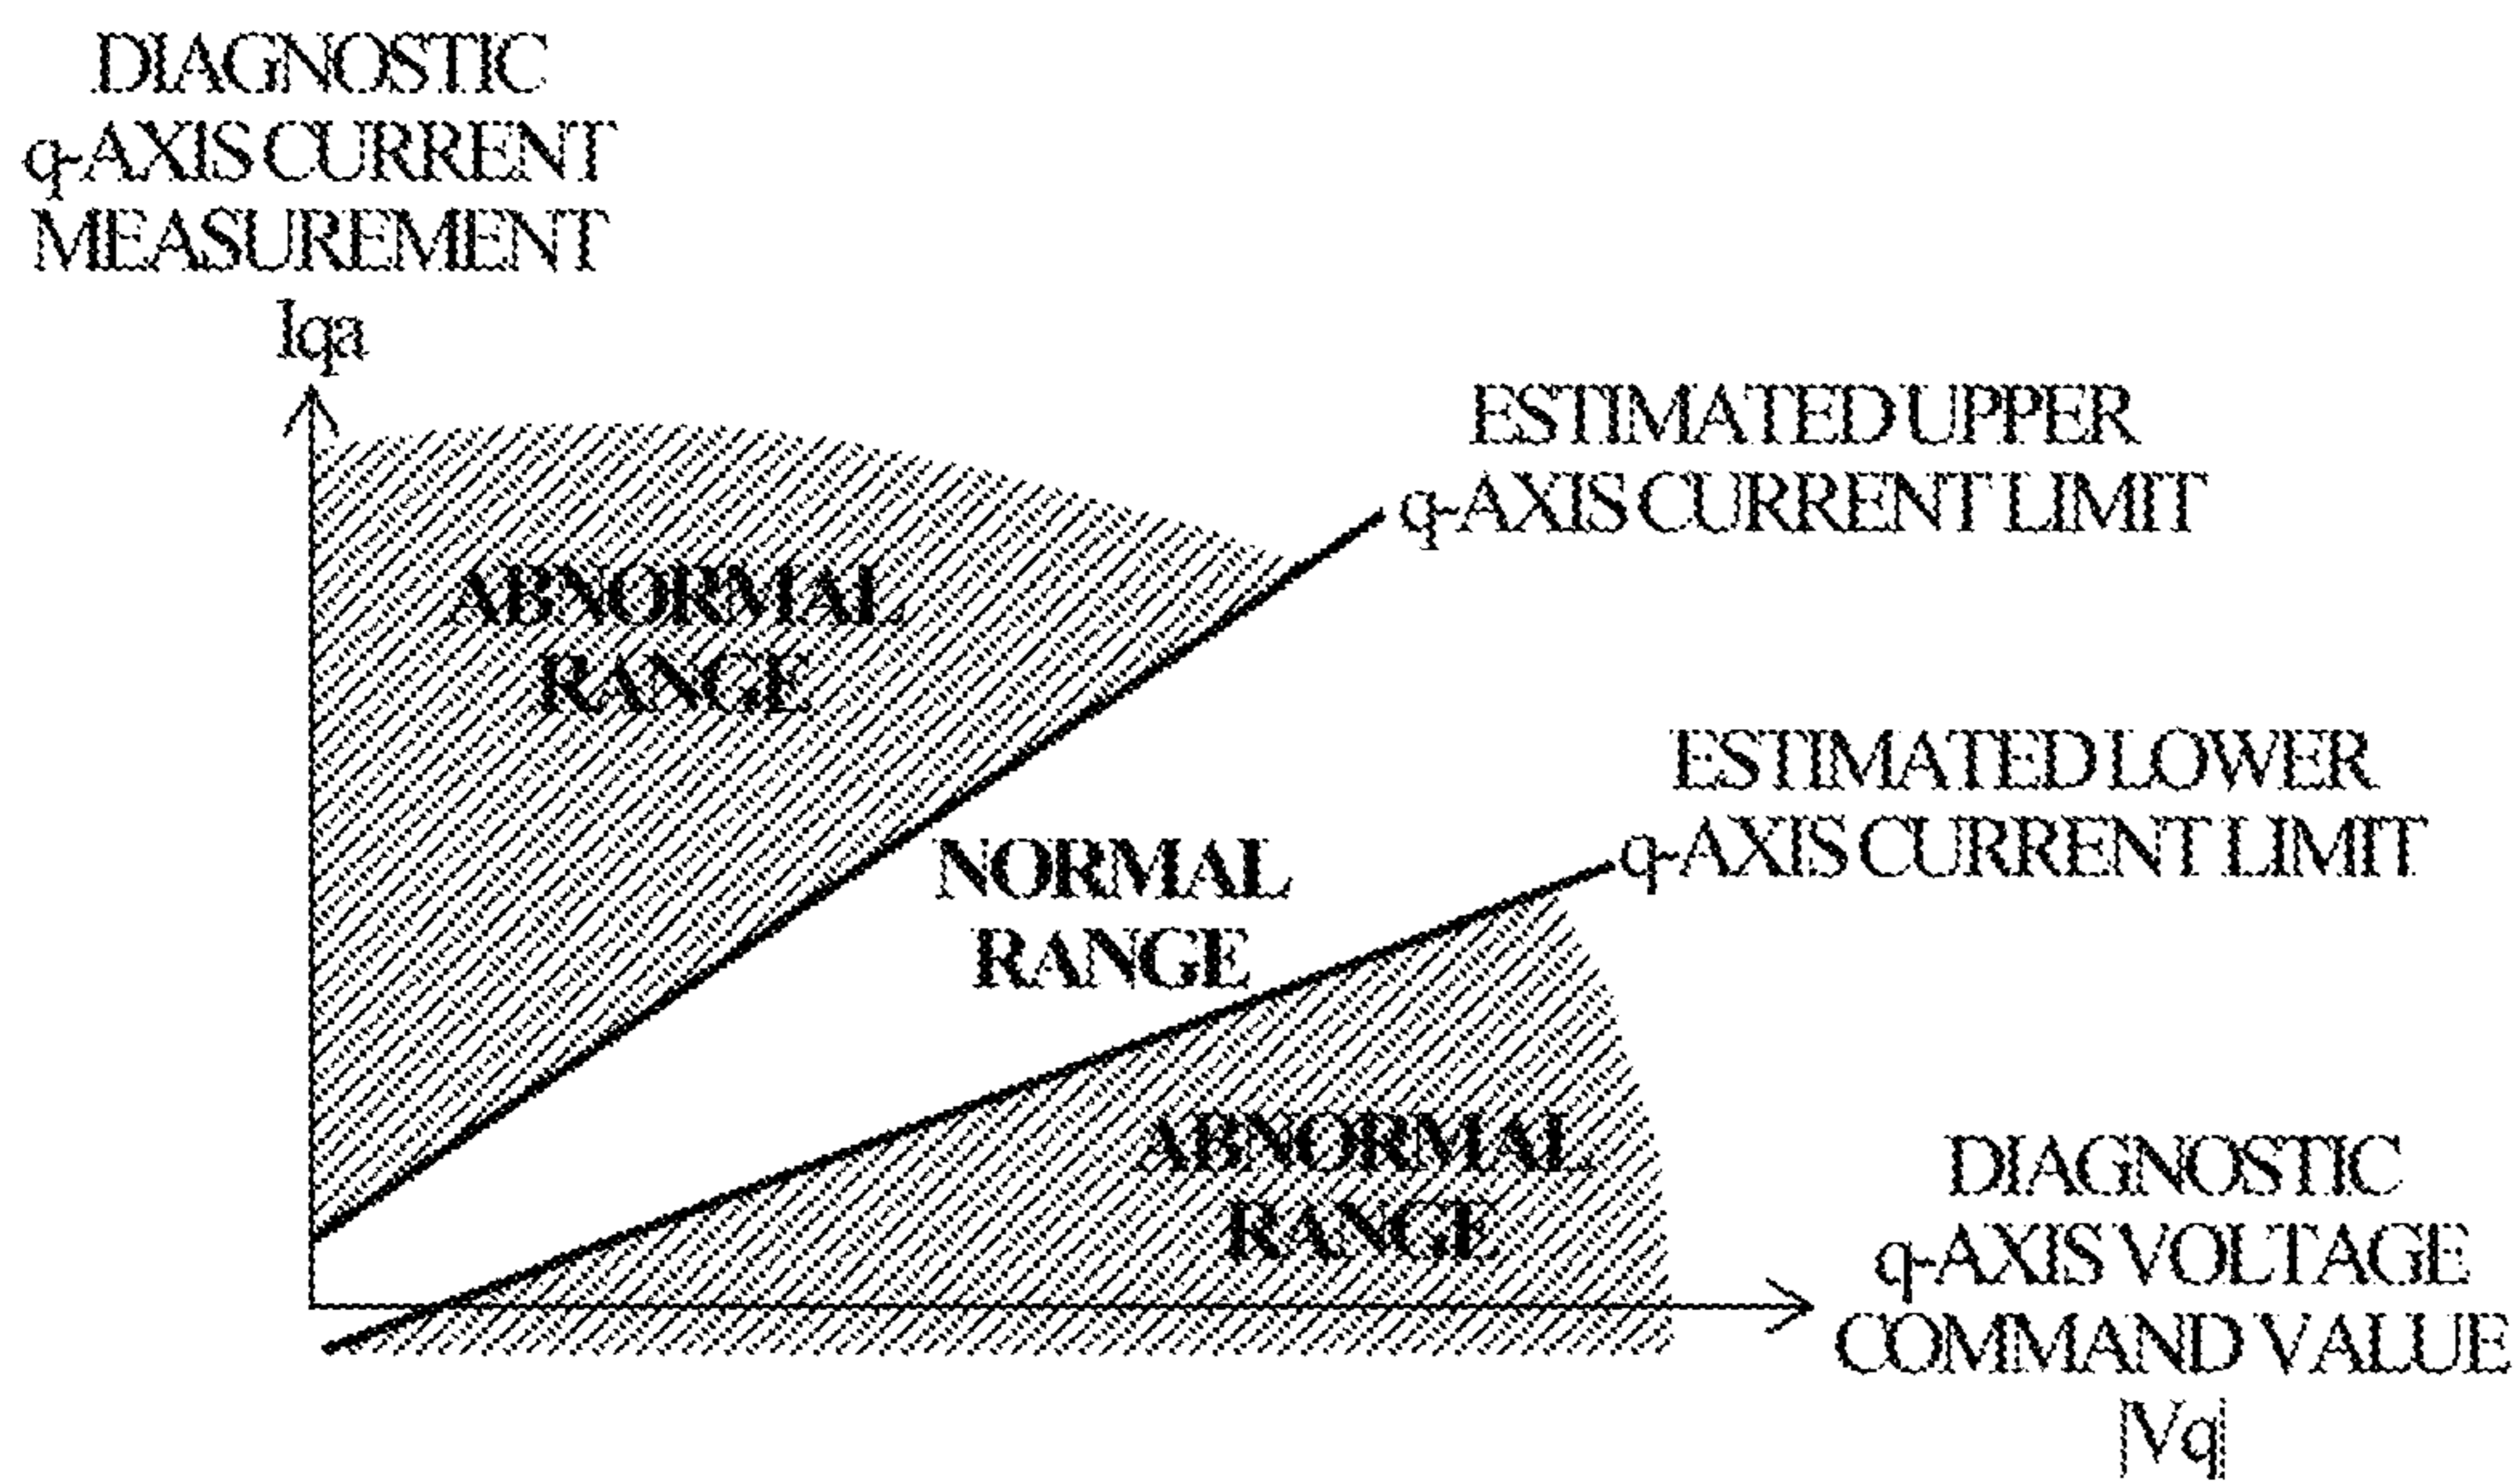 DIAGNOSTIC
q-AXIS CURRENT
MEASUREMENT
Iqa
ESTIMATED UPPER
q-AXIS CURRENT LIMIT
ABNORMAL
RANGE
ESTIMATED LOWER
q-AXIS CURRENT LIMIT
NORMAL
RANGE
ABNORMAL
RANGE
DIAGNOSTIC
q-AXIS VOLTAGE
COMMAND VALUE
|Vq|